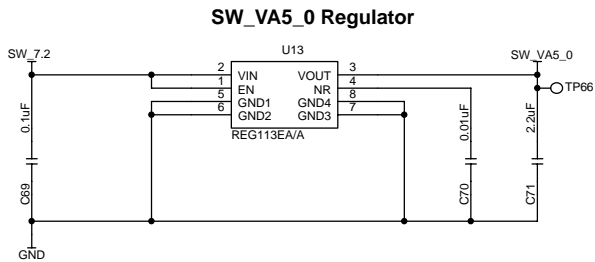 SW_VA5_0 Regulator
SW_7.2
U13
SW_VA5_0
2 VIN VOUT 3
1 EN NR 4
5 GND1 GND4 8
6 GND2 GND3 7
TP66
REG113EA/A
0.1uF
0.01uF
2.2uF
C69
C70
C71
GND